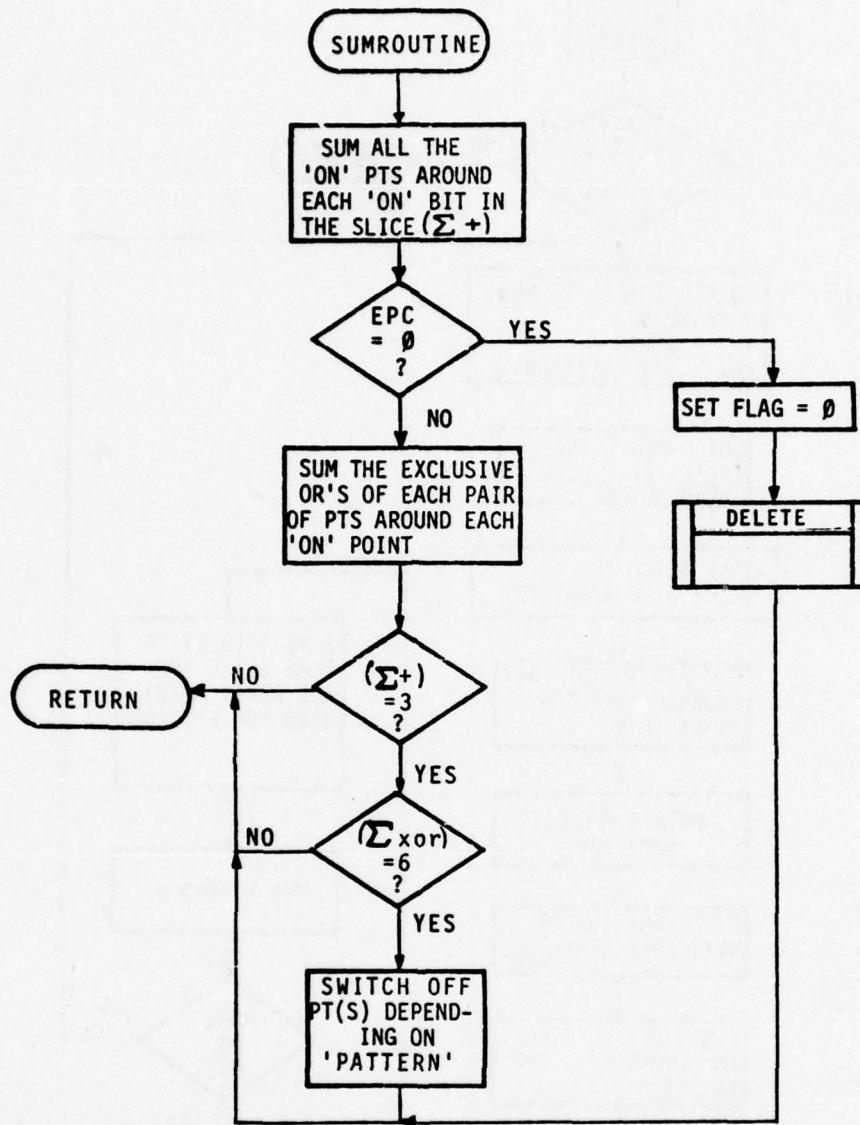 SUMROUTINE
SUM ALL THE
'ON' PTS AROUND
EACH 'ON' BIT IN
THE SLICE (Σ +)
EPC
= Ø
?
YES
NO
SET FLAG = Ø
DELETE
SUM THE EXCLUSIVE
OR'S OF EACH PAIR
OF PTS AROUND EACH
'ON' POINT
(Σ+)
=3
?
NO
RETURN
YES
(Σ xor)
=6
?
NO
YES
SWITCH OFF
PT(S) DEPEND-
ING ON
'PATTERN'